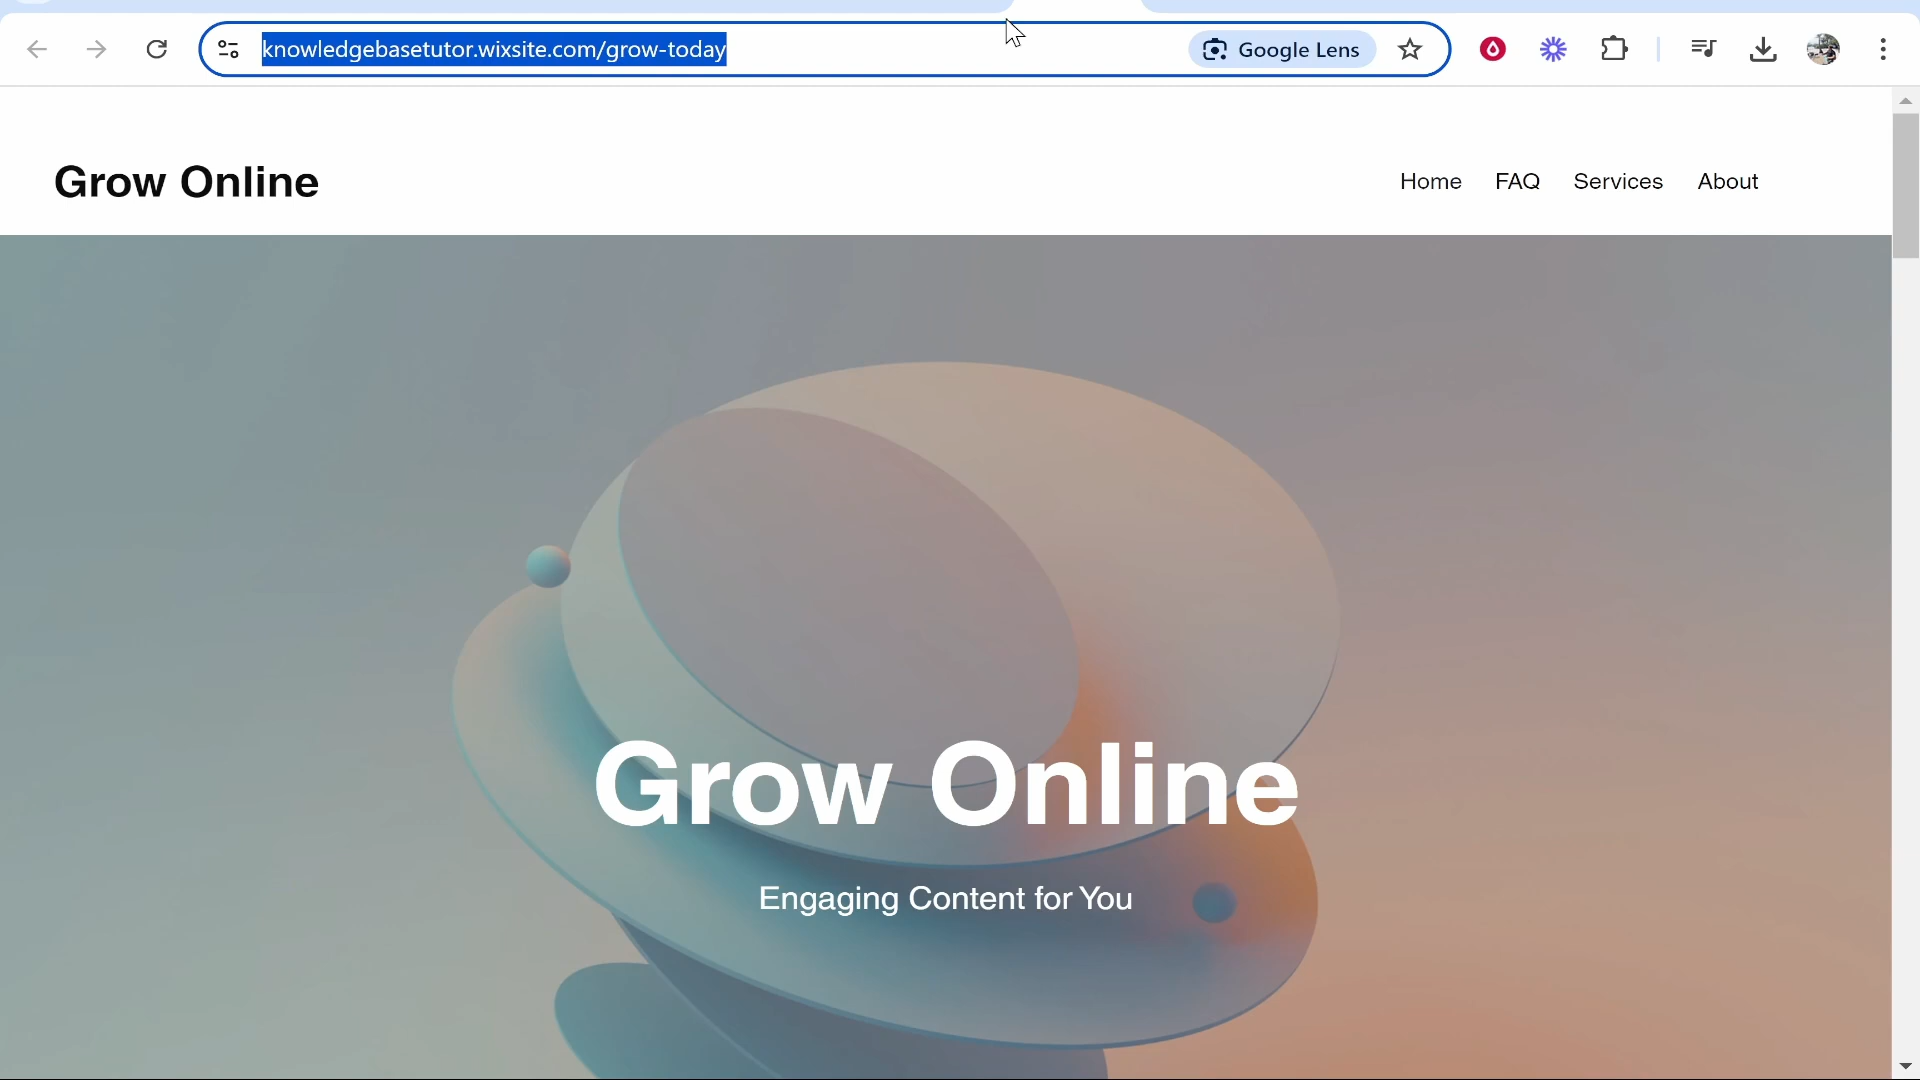 knowledgebasetutor.wixsite.com/grow-today
Google Lens
Grow Online
Home FAQ Services About
Grow Online
Engaging Content for You